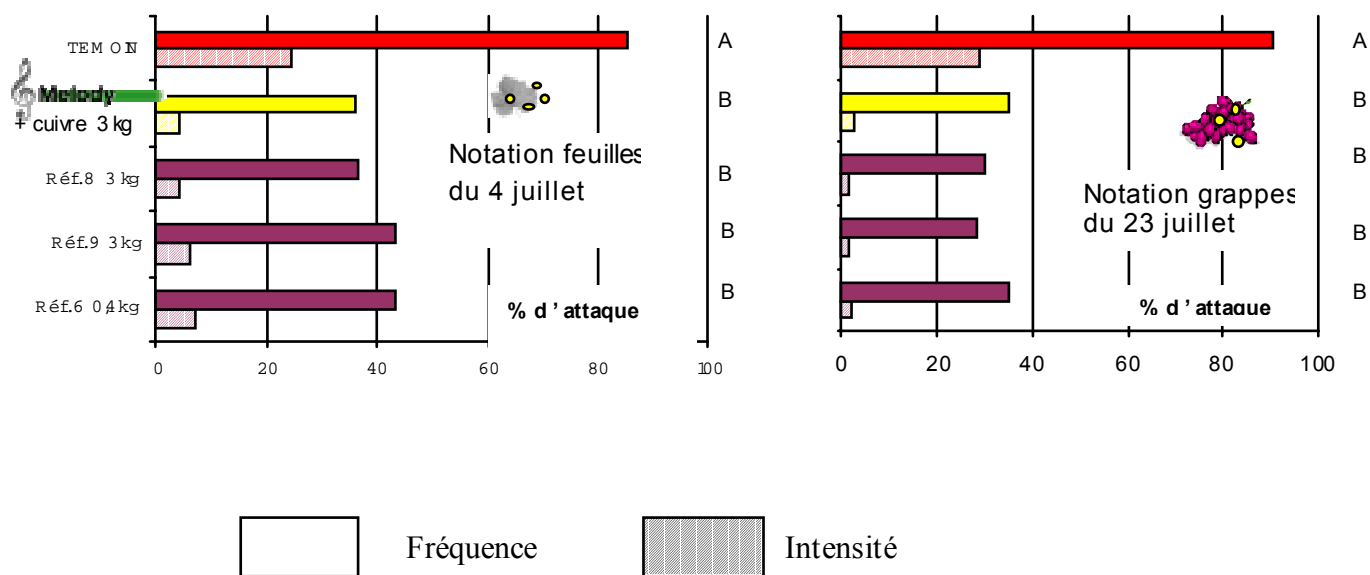 TEMOIN
A
Melody
+ cuivre 3 kg
B
Réf.8 3 kg
B
Réf.9 3 kg
B
Réf.6 0,4 kg
B
Notation feuilles
du 4 juillet
% d ' attaque
0 20 40 60 80 100
A
B
B
B
B
Notation grappes
du 23 juillet
% d ' attaque
0 20 40 60 80 100
Fréquence
Intensité